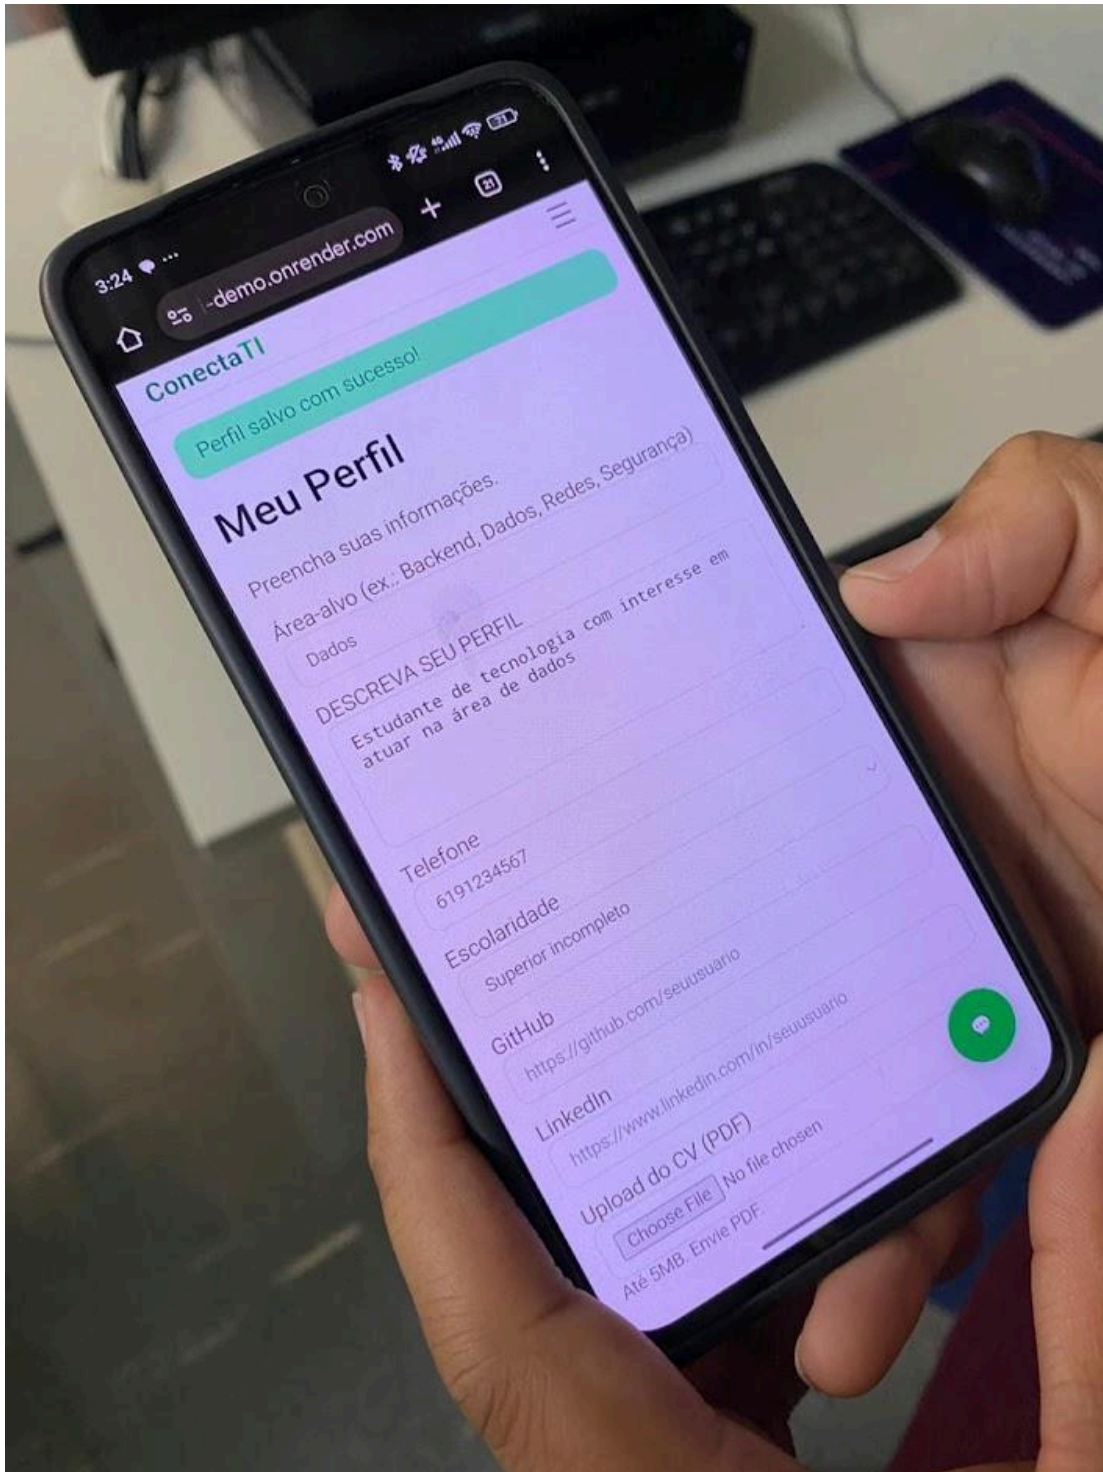 3:24 ...
4G
71
-demo.onrender.com
21
ConectaTI
Perfil salvo com sucesso!
Meu Perfil
Preencha suas informações.
Área-alvo (ex.: Backend, Dados, Redes, Segurança)
Dados
DESCREVA SEU PERFIL
Estudante de tecnologia com interesse em
atuar na área de dados
Telefone
6191234567
Escolaridade
Superior incompleto
GitHub
https://github.com/seuusuario
LinkedIn
https://www.linkedin.com/in/seuusuario
Upload do CV (PDF)
Choose File No file chosen
Até 5MB. Envie PDF.